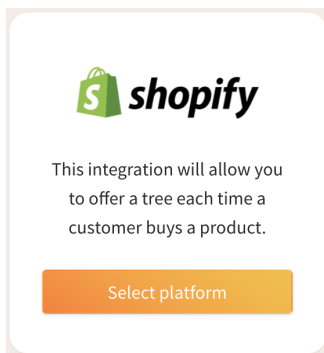 shopify
This integration will allow you
to offer a tree each time a
customer buys a product.
Select platform